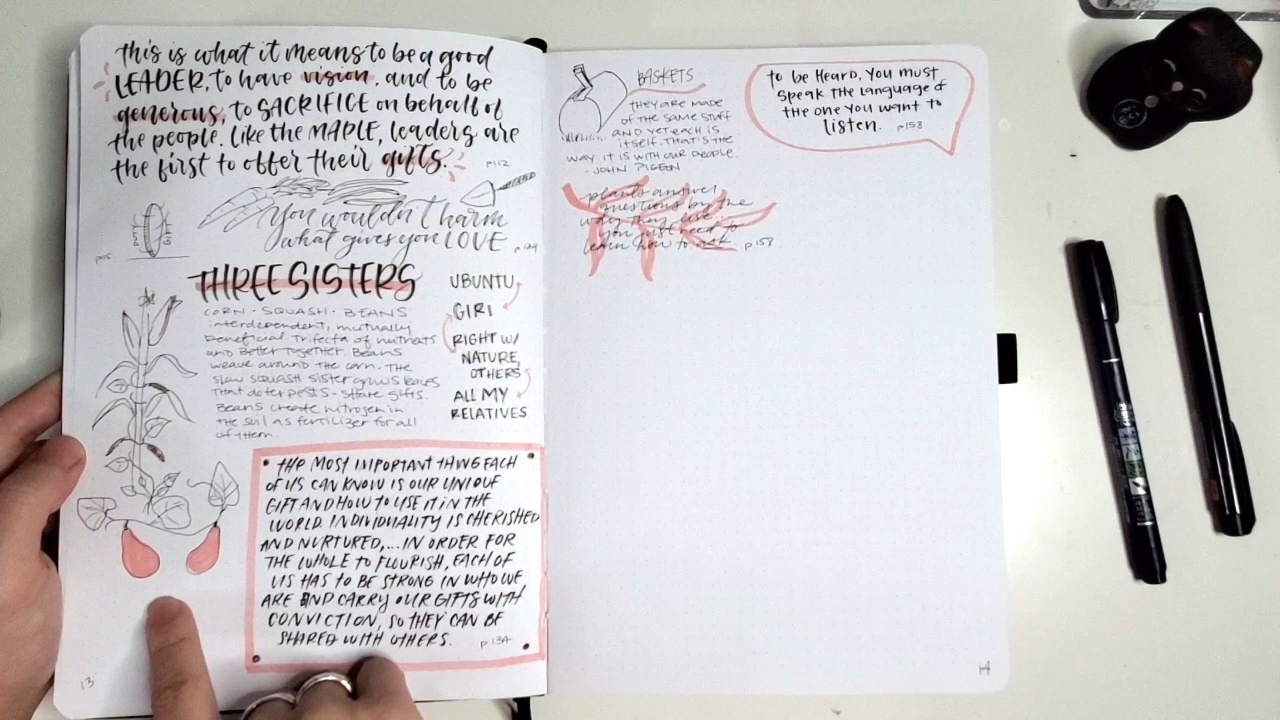 this is what it means to be a good
LEADER, to have vision, and to be
generous, to SACRIFICE on behalf of
the people. Like the MAPLE, leaders are
the first to offer their gifts.
p112
You wouldn't harm
what gives you LOVE
p124
p115
THREE SISTERS
CORN · SQUASH · BEANS
interdependent, mutually
beneficial Trifecta of nutrients
and Better Together. Beans
weave around the corn - The
slow squash sister grows leaves
That deter pests - share gifts.
Beans create nitrogen in
the soil as fertilizer for all
of them
UBUNTU
GIRI
RIGHT W/
NATURE,
OTHERS
ALL MY
RELATIVES
THE MOST IMPORTANT THING EACH
OF US CAN KNOW IS OUR UNIQUE
GIFT AND HOW TO USE IT IN THE
WORLD. INDIVIDUALITY IS CHERISHED
AND NURTURED,... IN ORDER FOR
THE WHOLE TO FLOURISH, EACH OF
US HAS TO BE STRONG IN WHO WE
ARE AND CARRY OUR GIFTS WITH
CONVICTION, SO THEY CAN BE
SHARED WITH OTHERS.
p134
13
BASKETS
THEY ARE MADE
OF THE SAME STUFF
AND YET EACH IS
ITSELF. THAT'S THE
WAY IT IS WITH OUR PEOPLE.
- JOHN PIGEON
plants answer
questions by the
way they live..
you just need to
learn how to ask.
p158
to be Heard, you must
speak the language of
the one you want to
listen.
p158
14